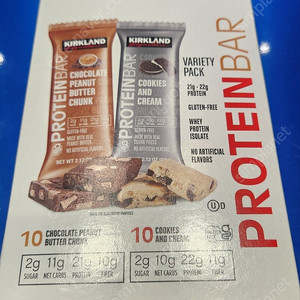 KIRKLAND
PROTEINBAR
CHOCOLATE
PEANUT
BUTTER
CHUNK
KIRKLAND
PROTEINBAR
COOKIES
AND
CREAM
VARIETY
PACK
21g - 22g
PROTEIN
GLUTEN-FREE
WHEY
PROTEIN
ISOLATE
NO ARTIFICIAL
FLAVORS
PROTEINBAR
10 CHOCOLATE PEANUT
BUTTER CHUNK
2g 11g 21g 10g
SUGAR NET CARBS PROTEIN FIBER
10 COOKIES
AND CREAM
2g 10g 22g
SUGAR NET CARBS PROTEIN FIBER